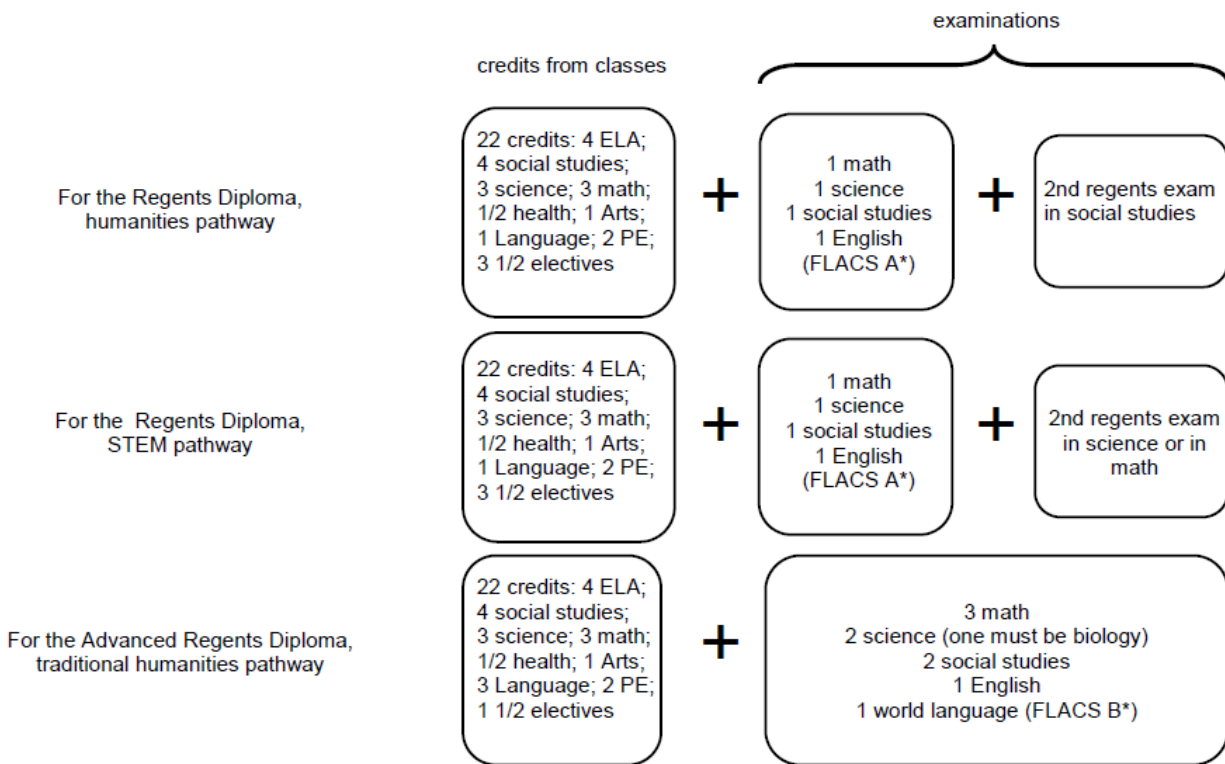 examinations
credits from classes
For the Regents Diploma,
humanities pathway
22 credits: 4 ELA;
4 social studies;
3 science; 3 math;
1/2 health; 1 Arts;
1 Language; 2 PE;
3 1/2 electives
+
1 math
1 science
1 social studies
1 English
(FLACS A*)
+
2nd regents exam
in social studies
For the Regents Diploma,
STEM pathway
22 credits: 4 ELA;
4 social studies;
3 science; 3 math;
1/2 health; 1 Arts;
1 Language; 2 PE;
3 1/2 electives
+
1 math
1 science
1 social studies
1 English
(FLACS A*)
+
2nd regents exam
in science or in
math
For the Advanced Regents Diploma,
traditional humanities pathway
22 credits: 4 ELA;
4 social studies;
3 science; 3 math;
1/2 health; 1 Arts;
3 Language; 2 PE;
1 1/2 electives
+
3 math
2 science (one must be biology)
2 social studies
1 English
1 world language (FLACS B*)